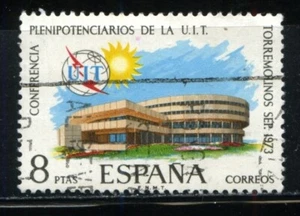 CONFERENCIA
PLENIPOTENCIARIOS DE LA U.I.T.
TORREMOLINOS SEP. 1973
UIT
8
PTAS
ESPAÑA
CORREOS